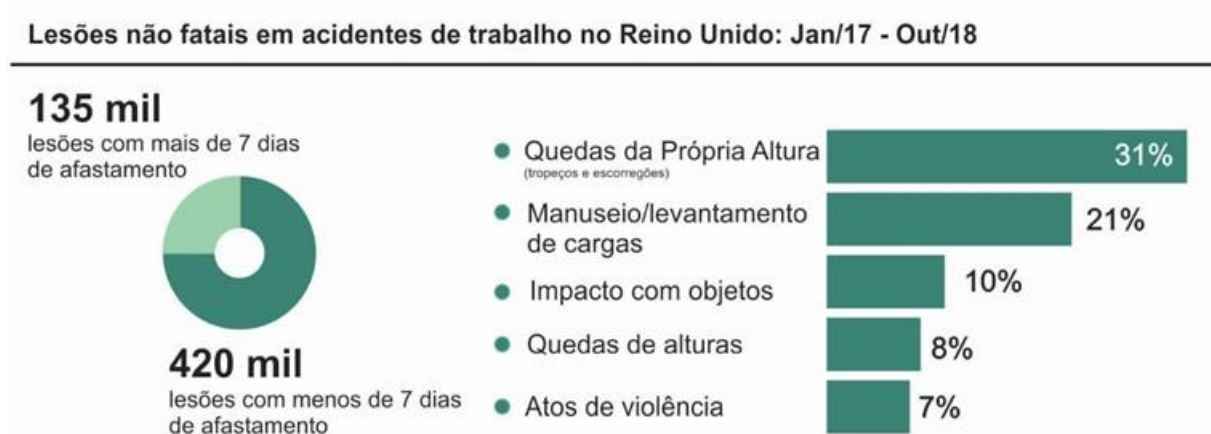 Lesões não fatais em acidentes de trabalho no Reino Unido: Jan/17 - Out/18
135 mil
lesões com mais de 7 dias
de afastamento
420 mil
lesões com menos de 7 dias
de afastamento
Quedas da Própria Altura
(tropeços e escorregões)
31%
Manuseio/levantamento
de cargas
21%
Impacto com objetos
10%
Quedas de alturas
8%
Atos de violência
7%